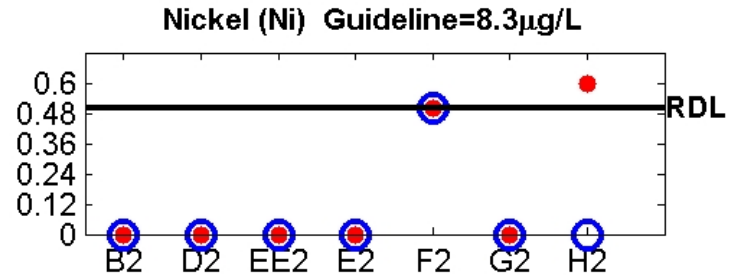 Nickel (Ni) Guideline=8.3µg/L
0.6
0.48
RDL
0.36
0.24
0.12
0
B2 D2 EE2 E2 F2 G2 H2